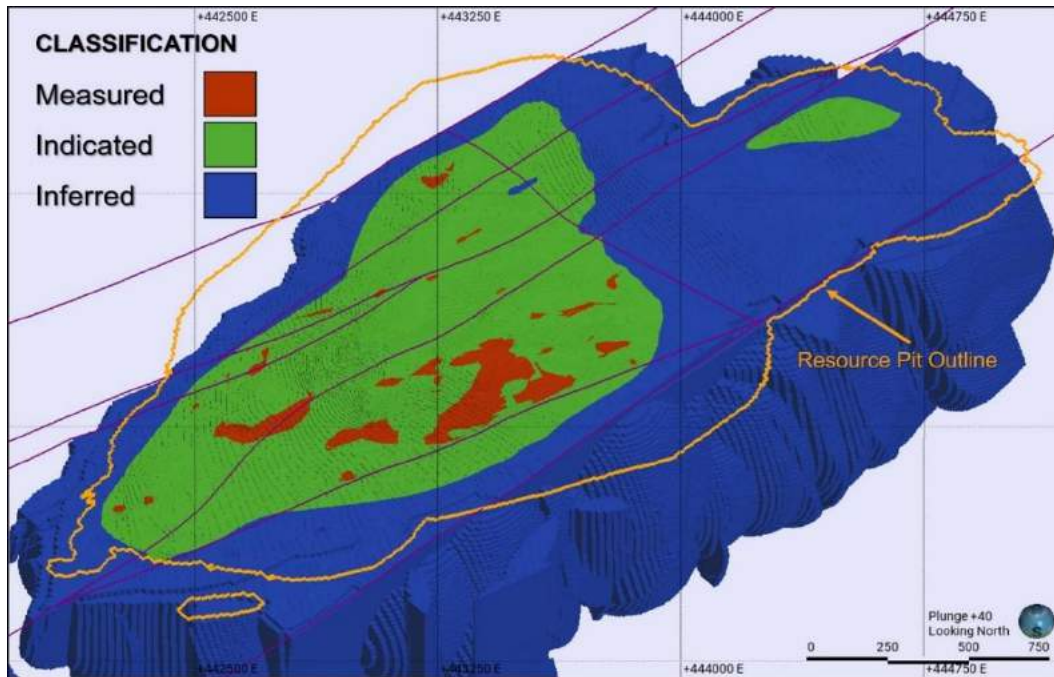 +442500 E
+443250 E
+444000 E
+444750 E
CLASSIFICATION
Measured
Indicated
Inferred
Resource Pit Outline
Plunge +40
Looking North
S
0 250 500 750
+442500 E
+443250 E
+444000 E
+444750 E